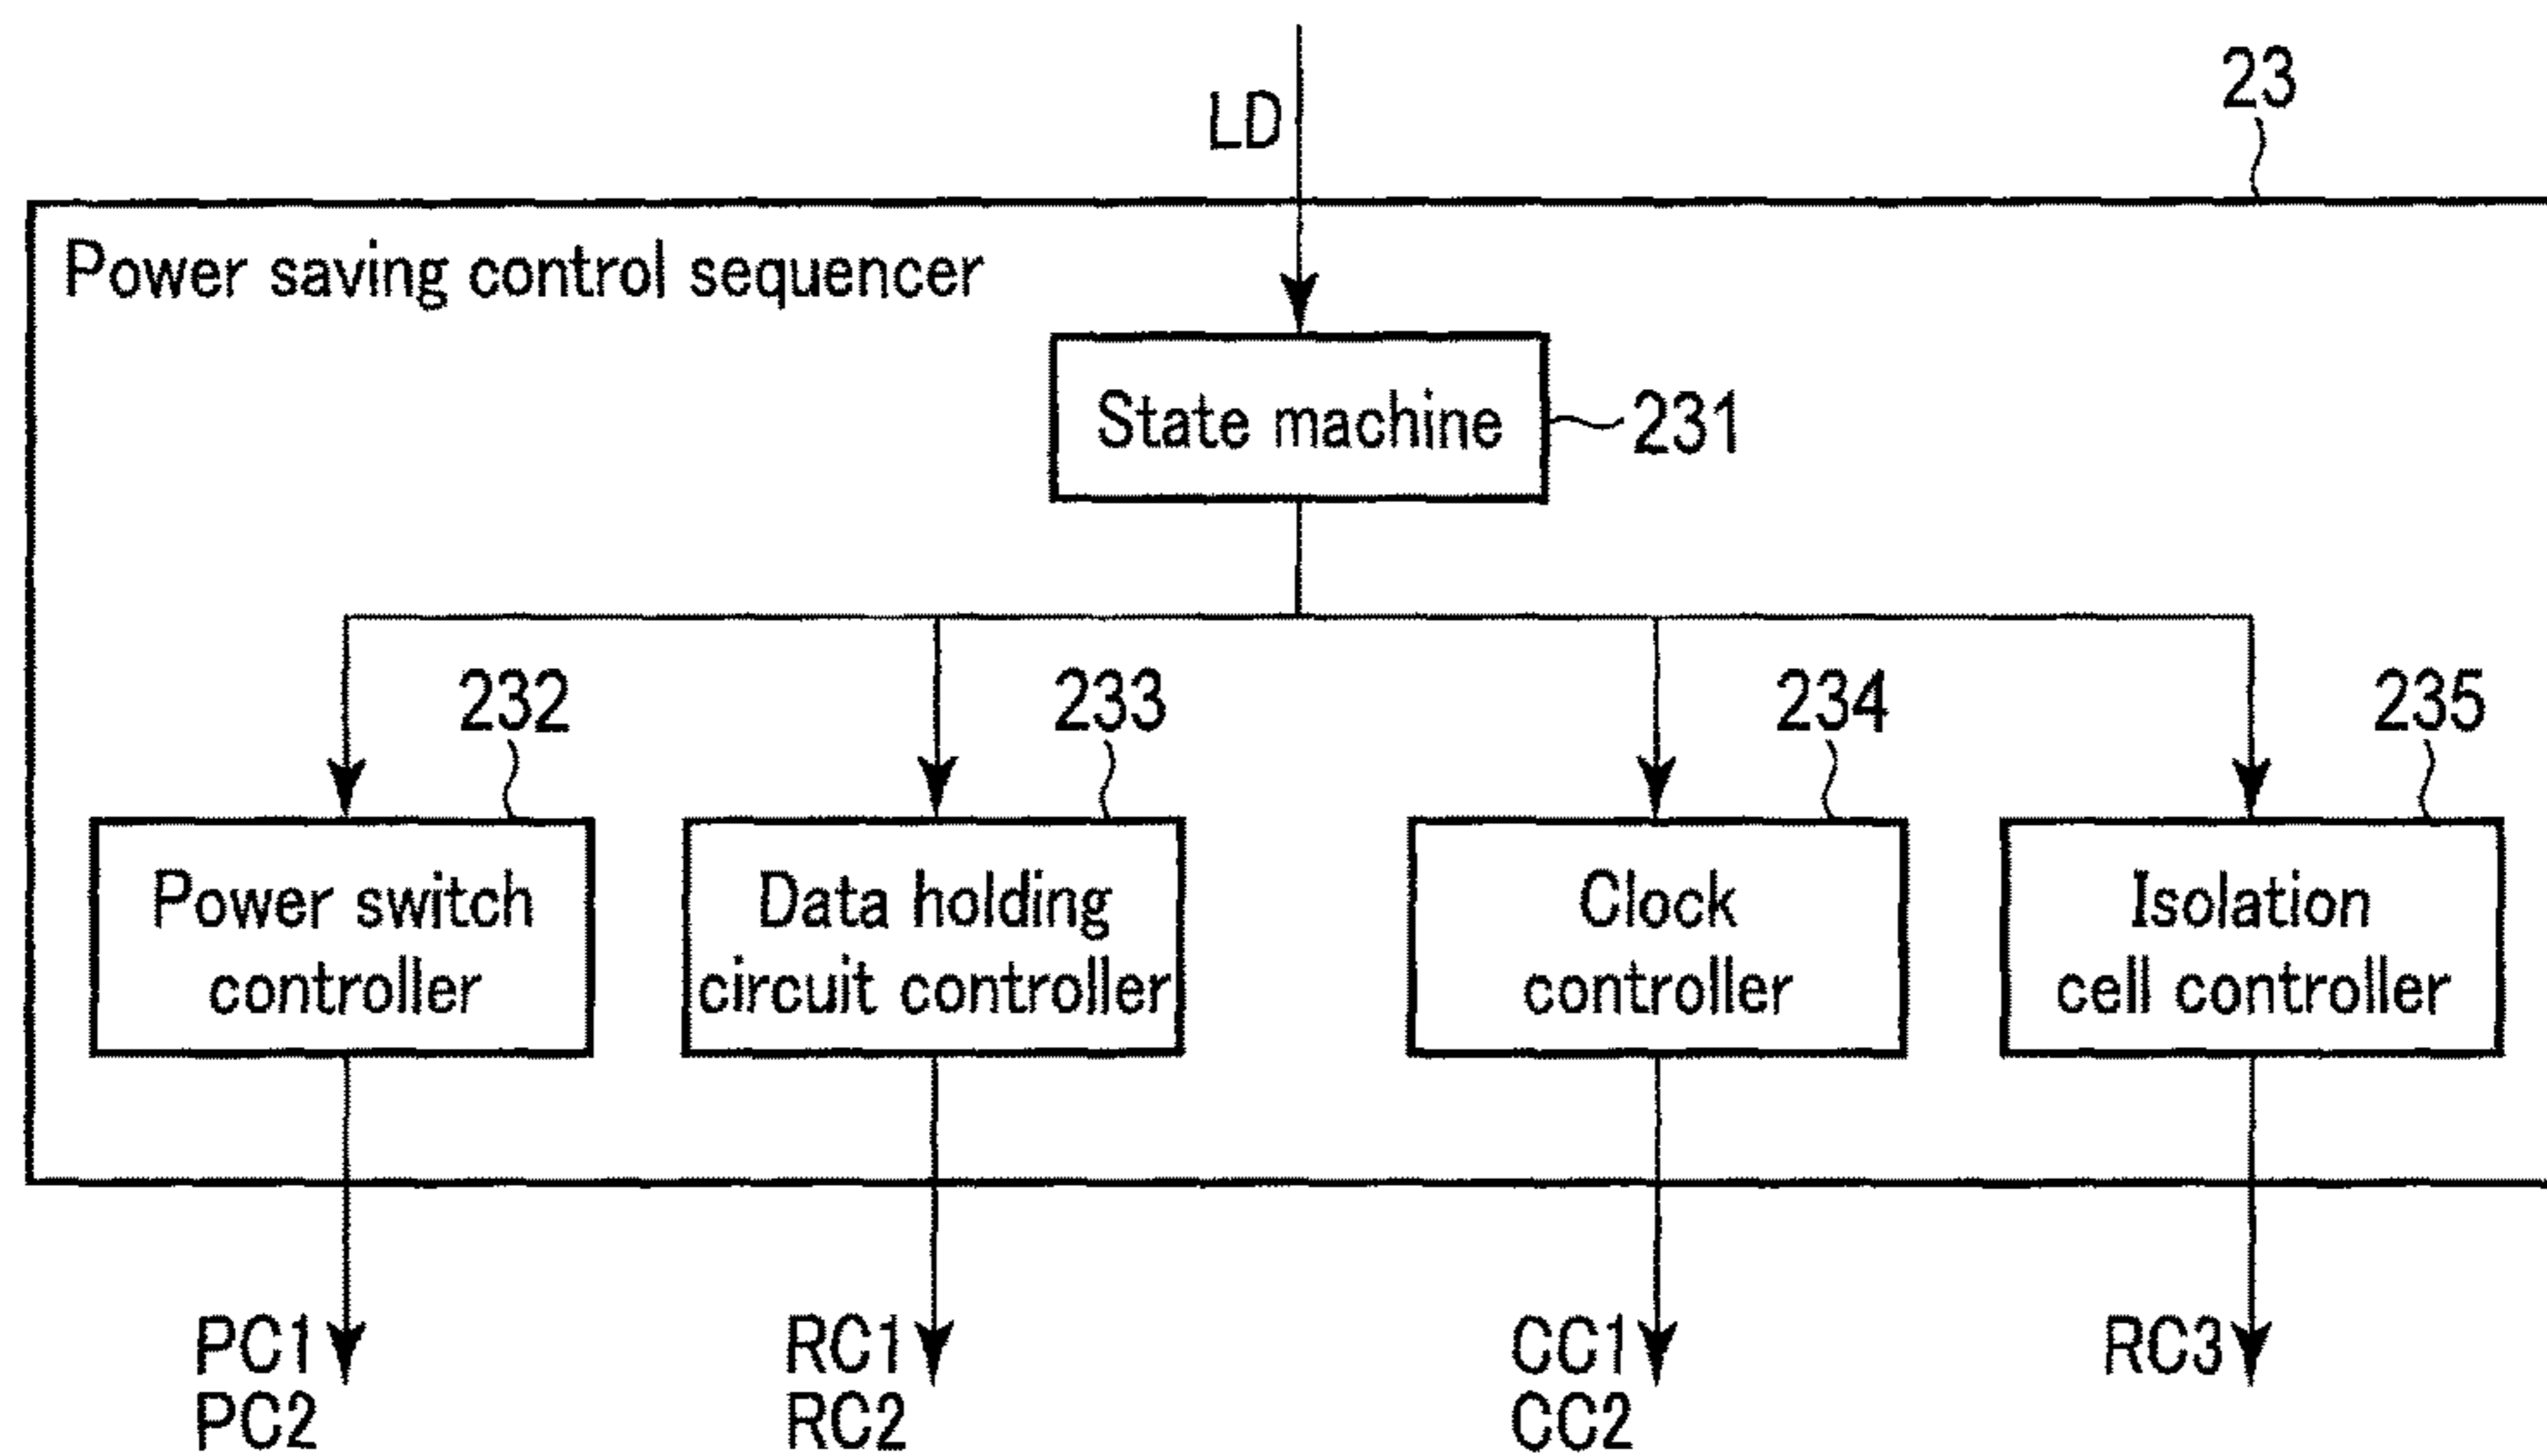 LD
23
Power saving control sequencer
State machine
231
232
233
234
235
Power switch
controller
Data holding
circuit controller
Clock
controller
Isolation
cell controller
PC1
PC2
RC1
RC2
CC1
CC2
RC3